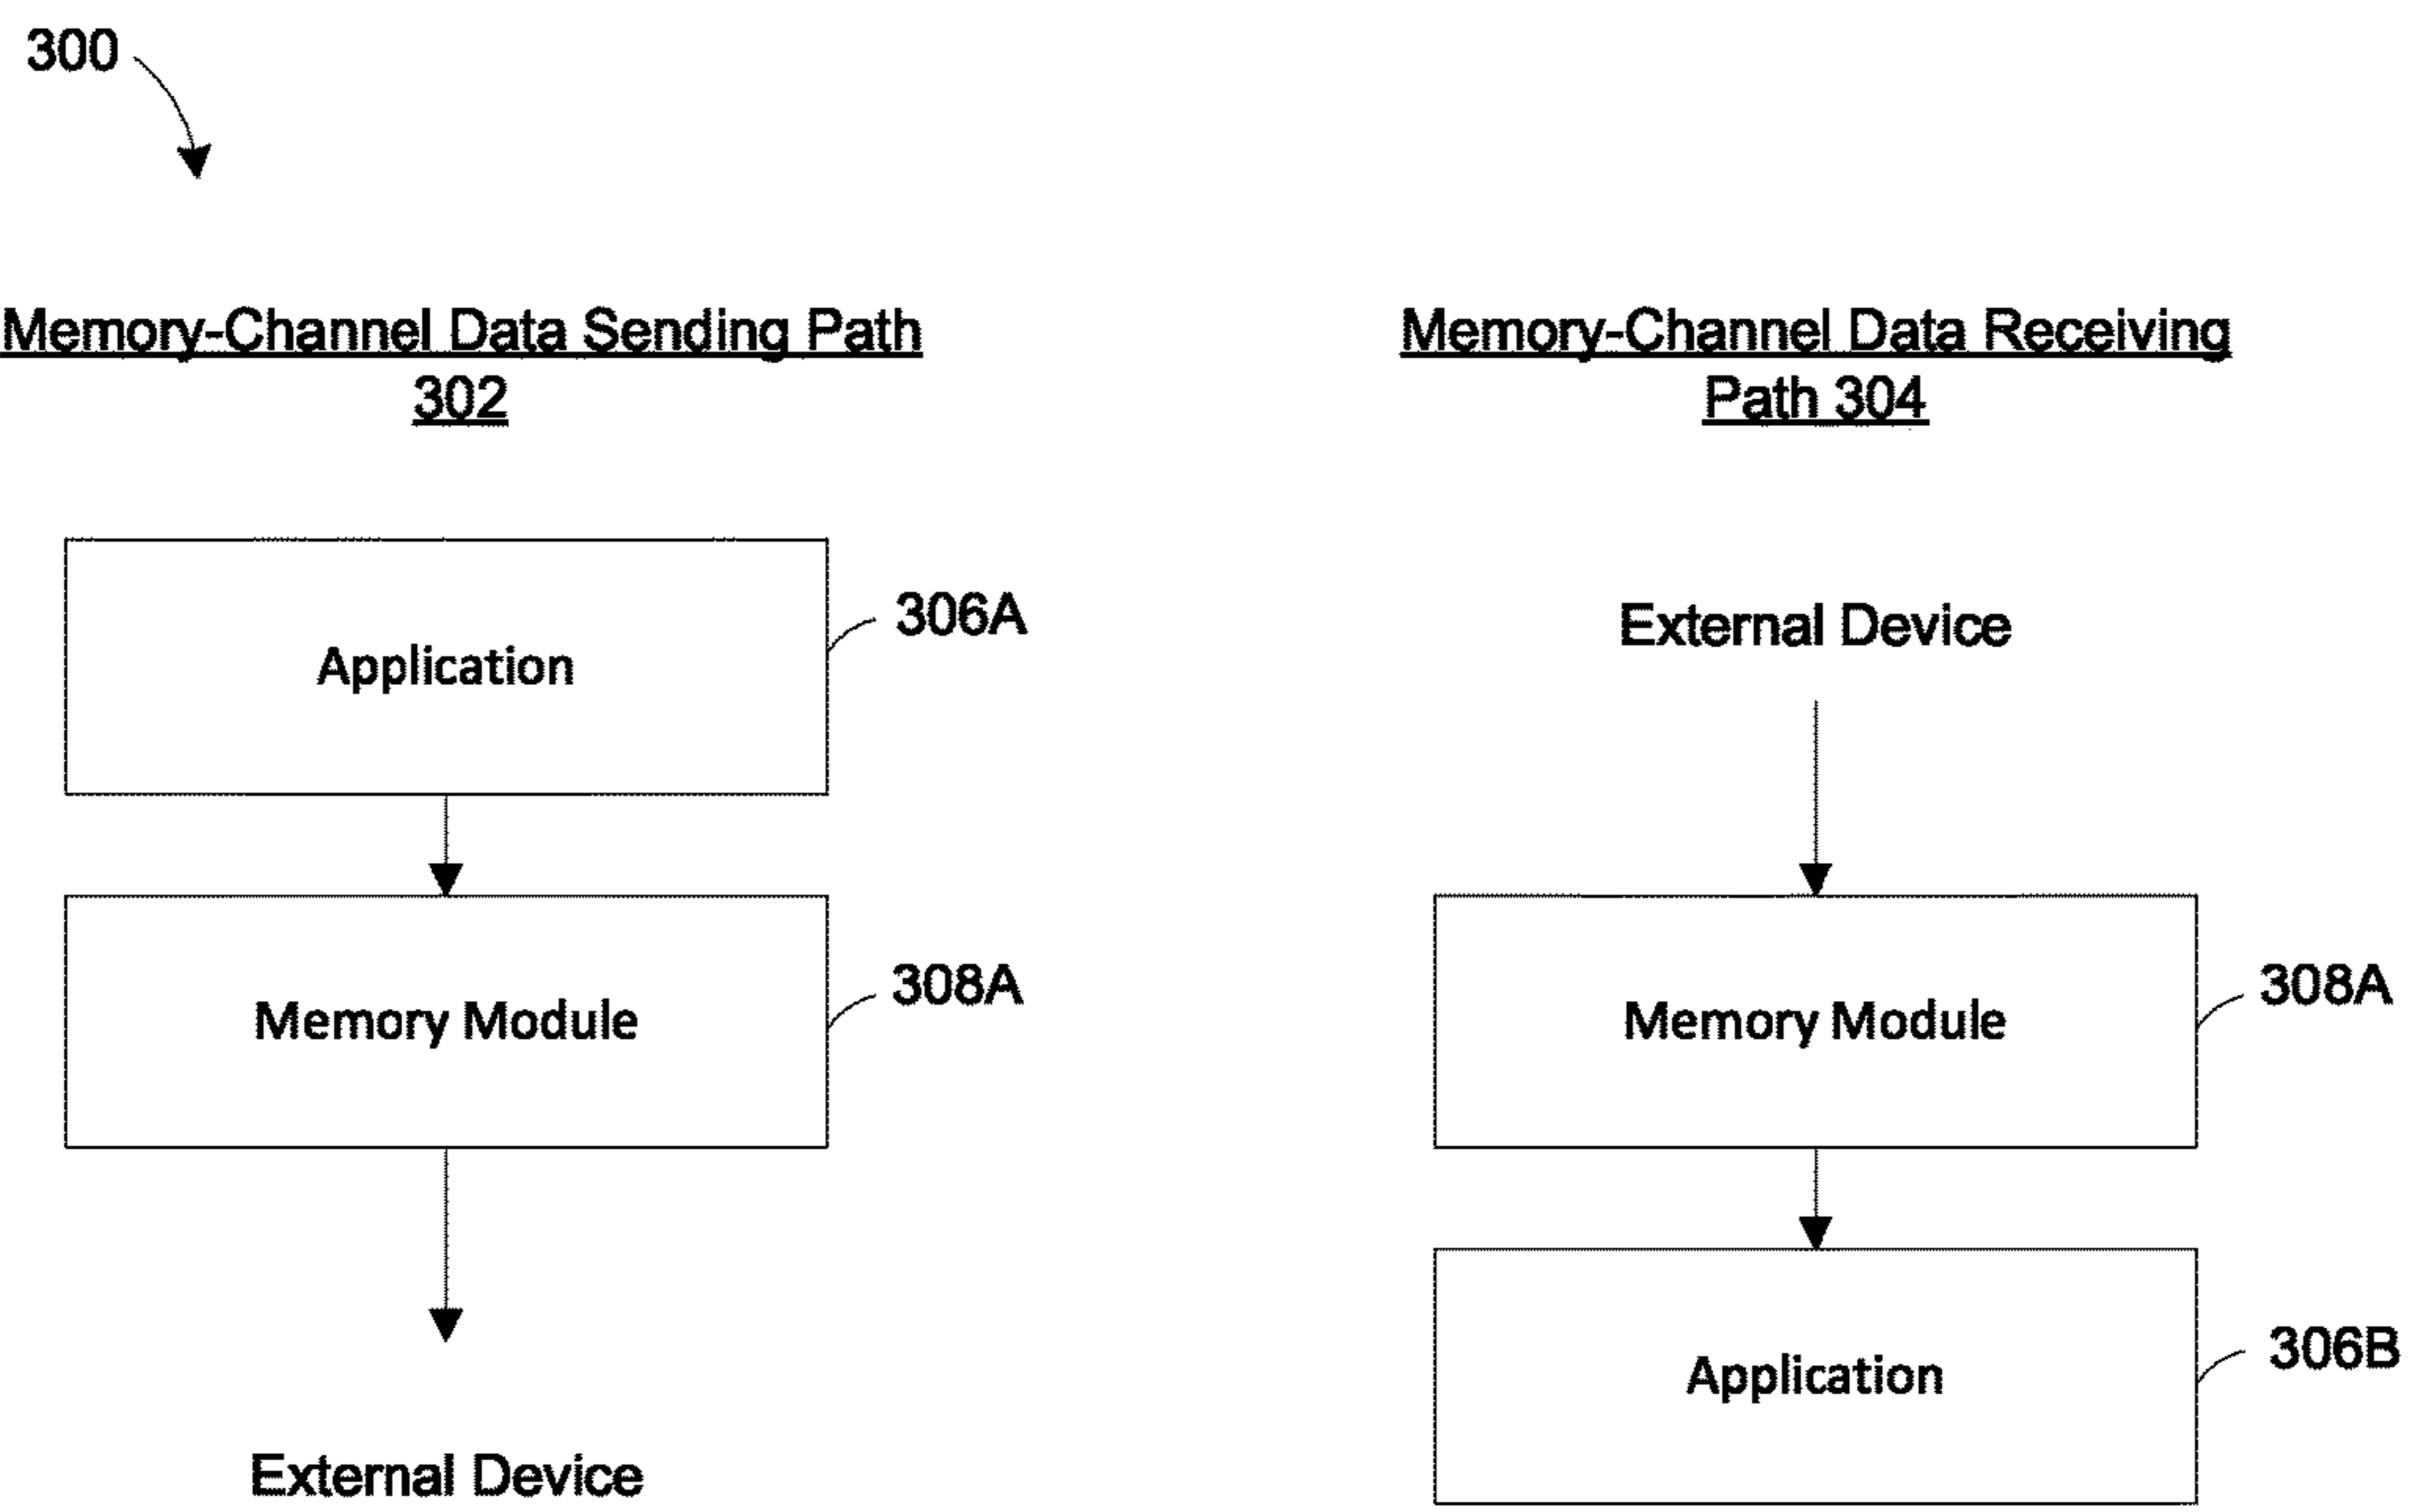 300
Memory-Channel Data Sending Path
302
Application
306A
Memory Module
308A
External Device
Memory-Channel Data Receiving
Path 304
External Device
Memory Module
308A
Application
306B